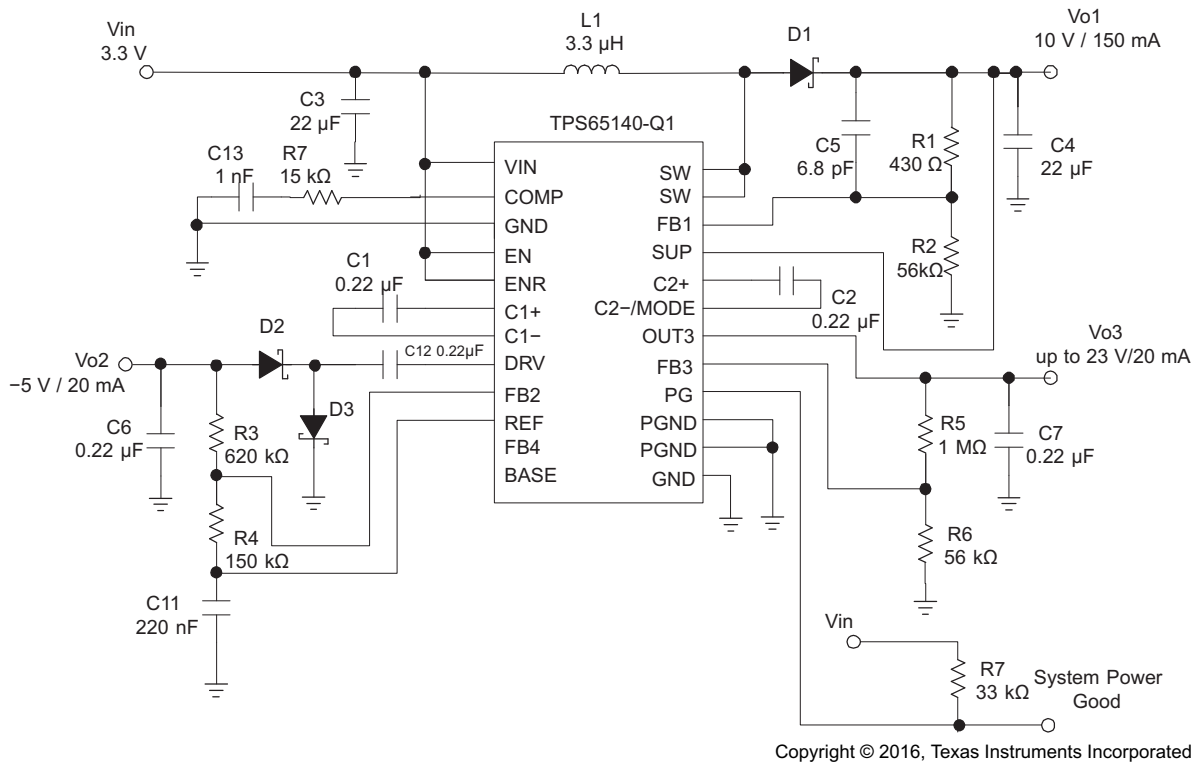 Vin
3.3 V
L1
3.3 µH
D1
Vo1
10 V / 150 mA
C3
22 µF
TPS65140-Q1
C5
6.8 pF
R1
430 Ω
C4
22 µF
C13
1 nF
R7
15 kΩ
VIN
COMP
GND
EN
ENR
C1+
C1−
DRV
FB2
REF
FB4
BASE
SW
SW
FB1
SUP
C2+
C2−/MODE
OUT3
FB3
PG
PGND
PGND
GND
R2
56kΩ
C1
0.22 µF
C2
0.22 µF
D2
C12 0.22µF
Vo2
−5 V / 20 mA
Vo3
up to 23 V/20 mA
D3
C6
0.22 µF
R3
620 kΩ
R5
1 MΩ
C7
0.22 µF
R4
150 kΩ
R6
56 kΩ
C11
220 nF
Vin
R7
33 kΩ
System Power
Good
Copyright © 2016, Texas Instruments Incorporated